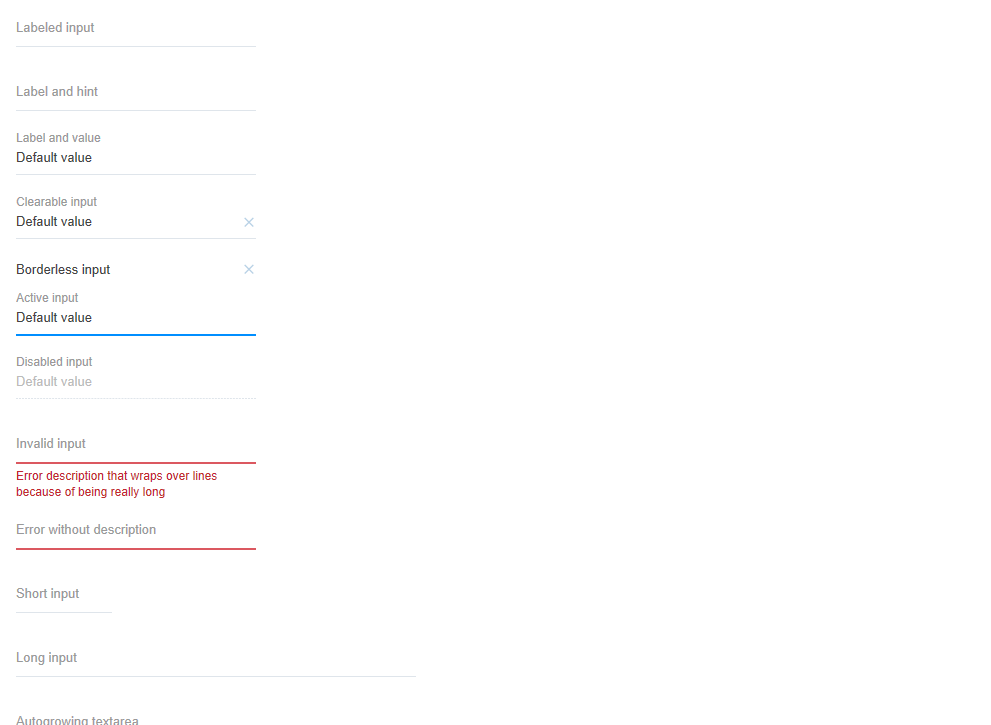 Labeled input
Label and hint
Label and value
Default value
Clearable input
Default value
Borderless input
Active input
Default value
Disabled input
Default value
Invalid input
Error description that wraps over lines
because of being really long
Error without description
Short input
Long input
Autogrowing textarea